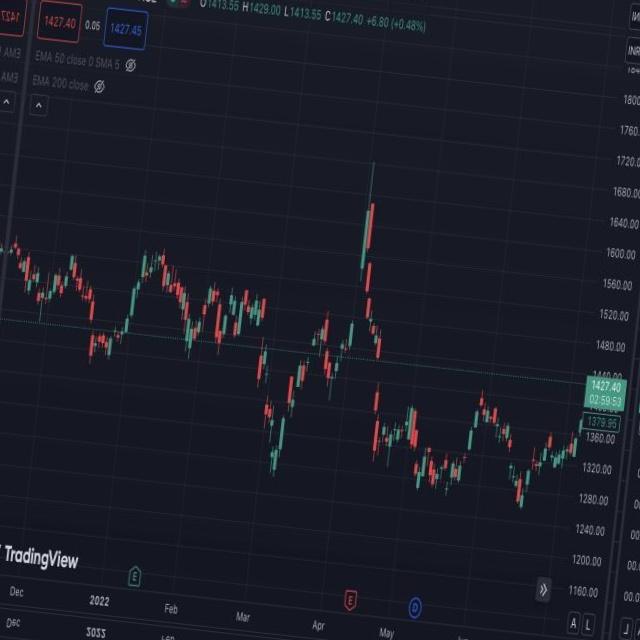 O1413.55 H1429.00 L1413.55 C1427.40 +6.80 (+0.48%)
1427.40 0.05 1427.45
EMA 50 close 0 SMA 5
EMA 200 close
1800
1760.
1720.
1680.00
1640.00
1600.00
1560.00
1520.00
1480.00
1440.00
1427.40
02:59:53
1379.95
1360.00
1320.00
1280.00
1240.00
1200.00
1160.00
TradingView
E
E
D
Dec 2022 Feb Mar Apr May
A L
Dec 2022